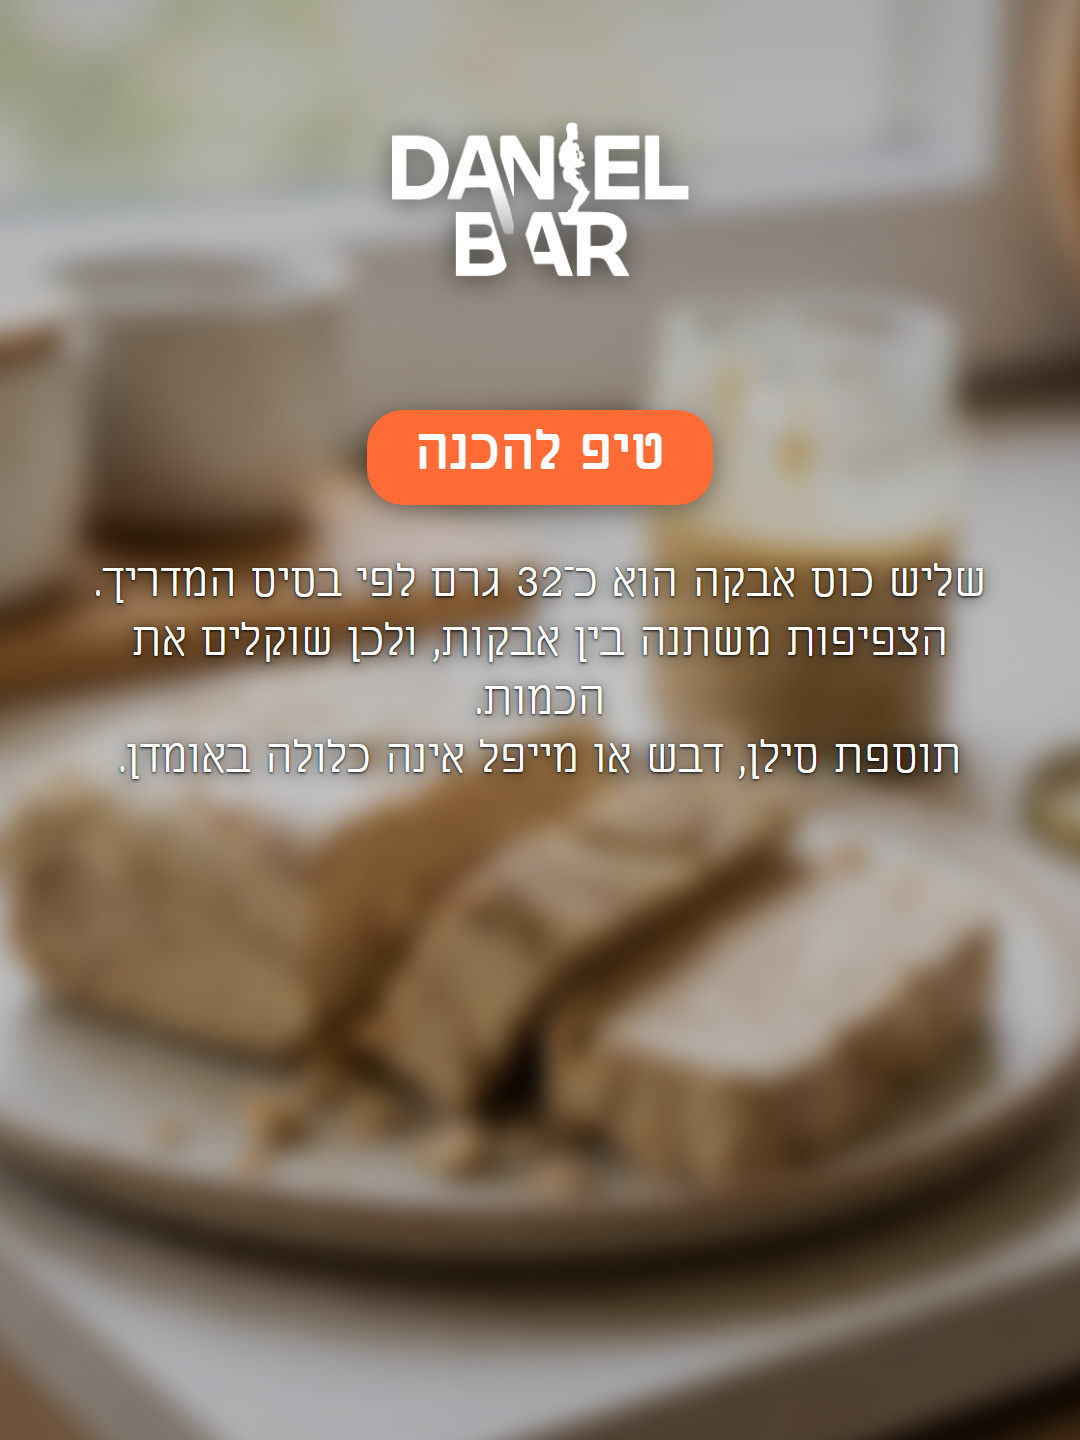 DANIEL
BAR
טיפ להכנה
שליש כוס אבקה הוא כ־32 גרם לפי בסיס המדריך.
הצפיפות משתנה בין אבקות, ולכן שוקלים את
הכמות.
תוספת סילן, דבש או מייפל אינה כלולה באומדן.